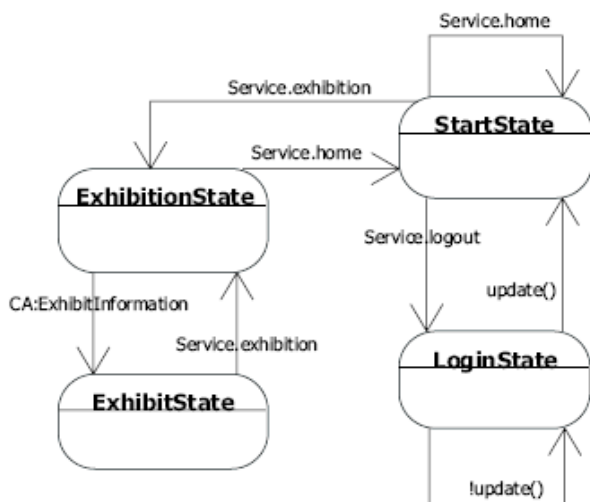 Service.home
Service.exhibition
StartState
Service.home
ExhibitionState
Service.logout
CA:ExhibitInformation
update()
Service.exhibition
LoginState
ExhibitState
!update()